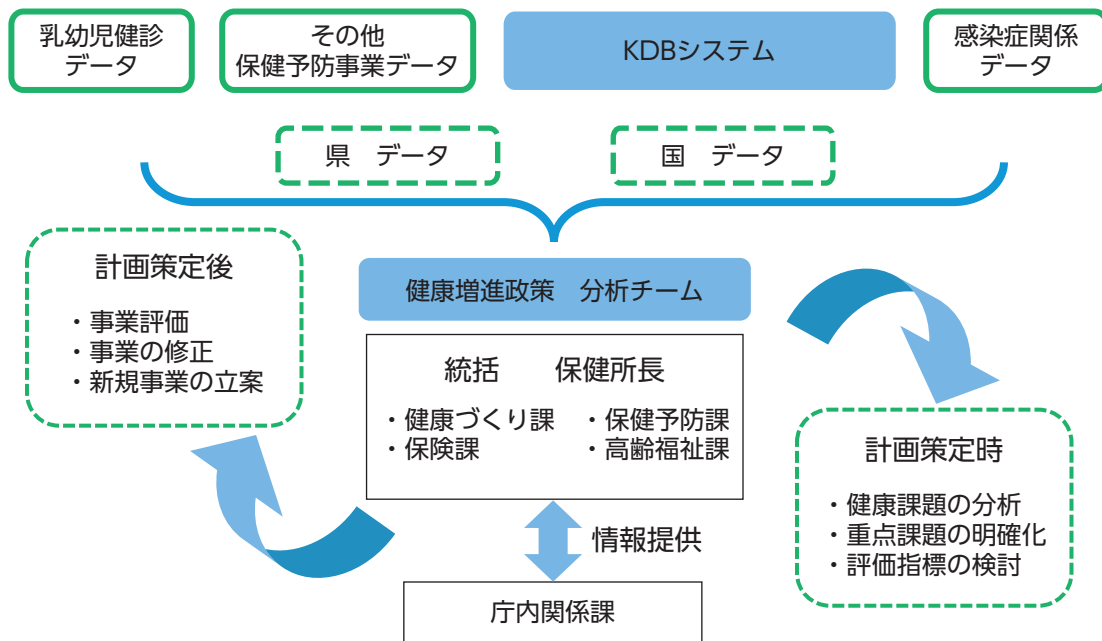 乳幼児健診
データ
その他
保健予防事業データ
KDBシステム
感染症関係
データ
県　データ
国　データ
計画策定後
・事業評価
・事業の修正
・新規事業の立案
健康増進政策　分析チーム
統括　　保健所長
・健康づくり課　・保健予防課
・保険課　・高齢福祉課
計画策定時
・健康課題の分析
・重点課題の明確化
・評価指標の検討
情報提供
庁内関係課